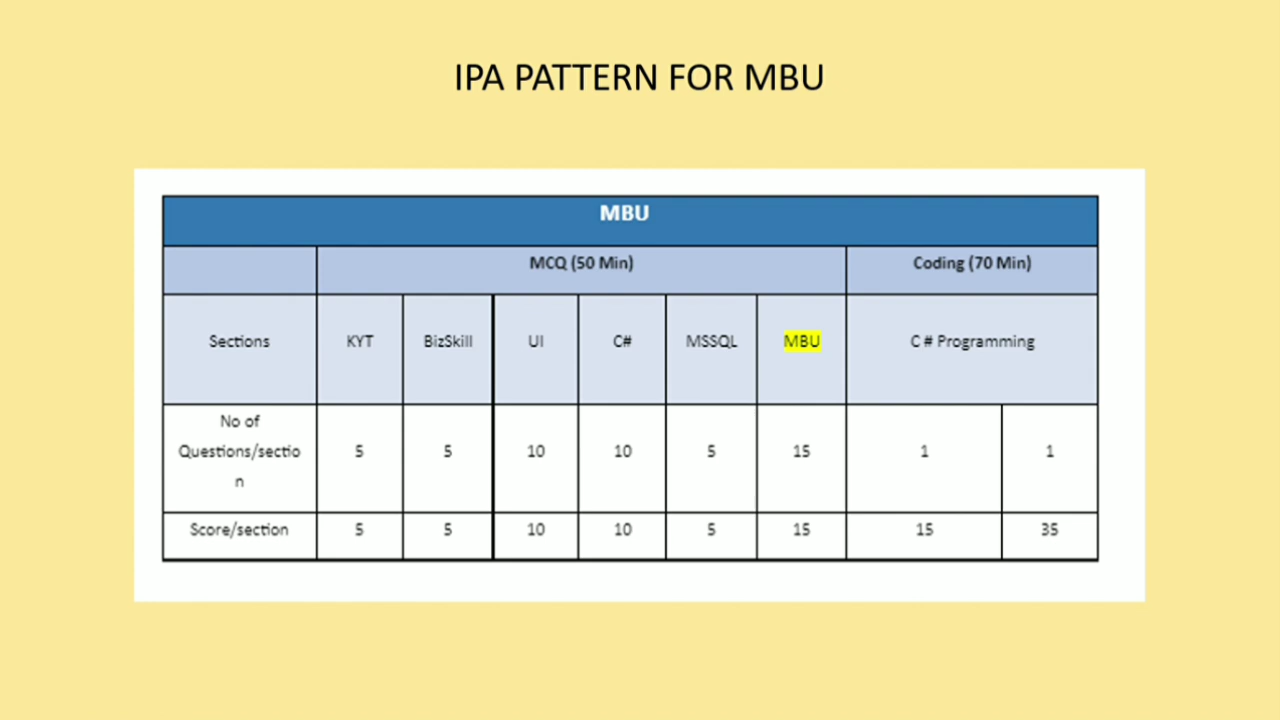 IPA PATTERN FOR MBU
MBU
MCQ (50 Min) Coding (70 Min)
Sections KYT BizSkill UI C# MSSQL MBU C # Programming
No of
Questions/sectio 5 5 10 10 5 15 1 1
n
Score/section 5 5 10 10 5 15 15 35